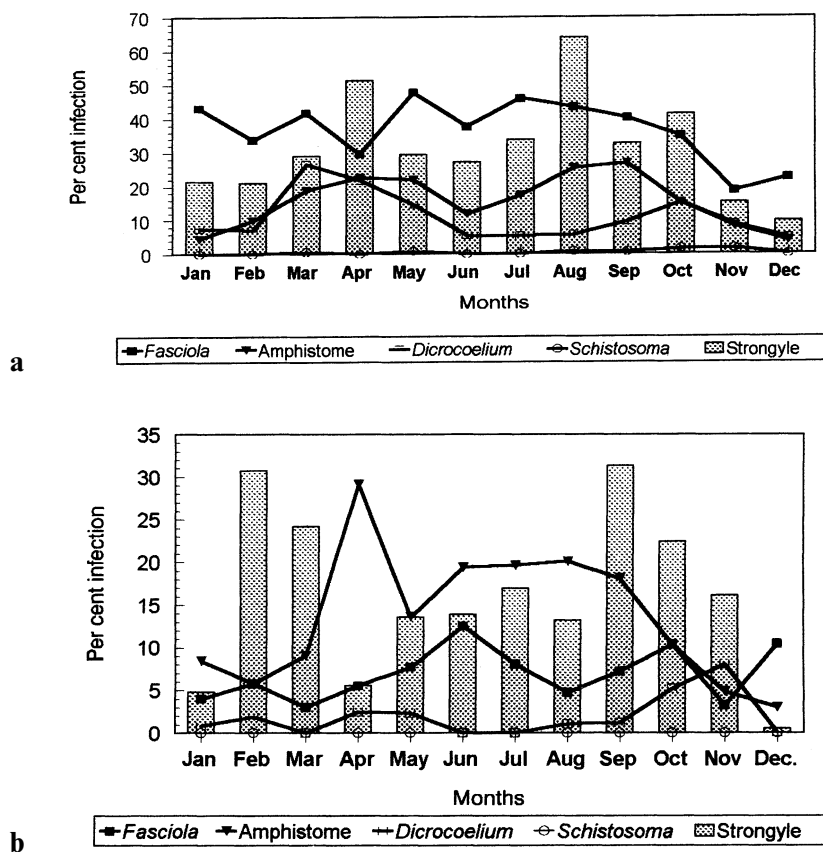 70
60
50
40
30
20
10
0
Per cent infection
Jan Feb Mar Apr May Jun Jul Aug Sep Oct Nov Dec
Months
a
Fasciola Amphistome Dicrocoelium Schistosoma Strongyle
35
30
25
20
15
10
5
0
Per cent infection
Jan Feb Mar Apr May Jun Jul Aug Sep Oct Nov Dec.
Months
b
Fasciola Amphistome Dicrocoelium Schistosoma Strongyle